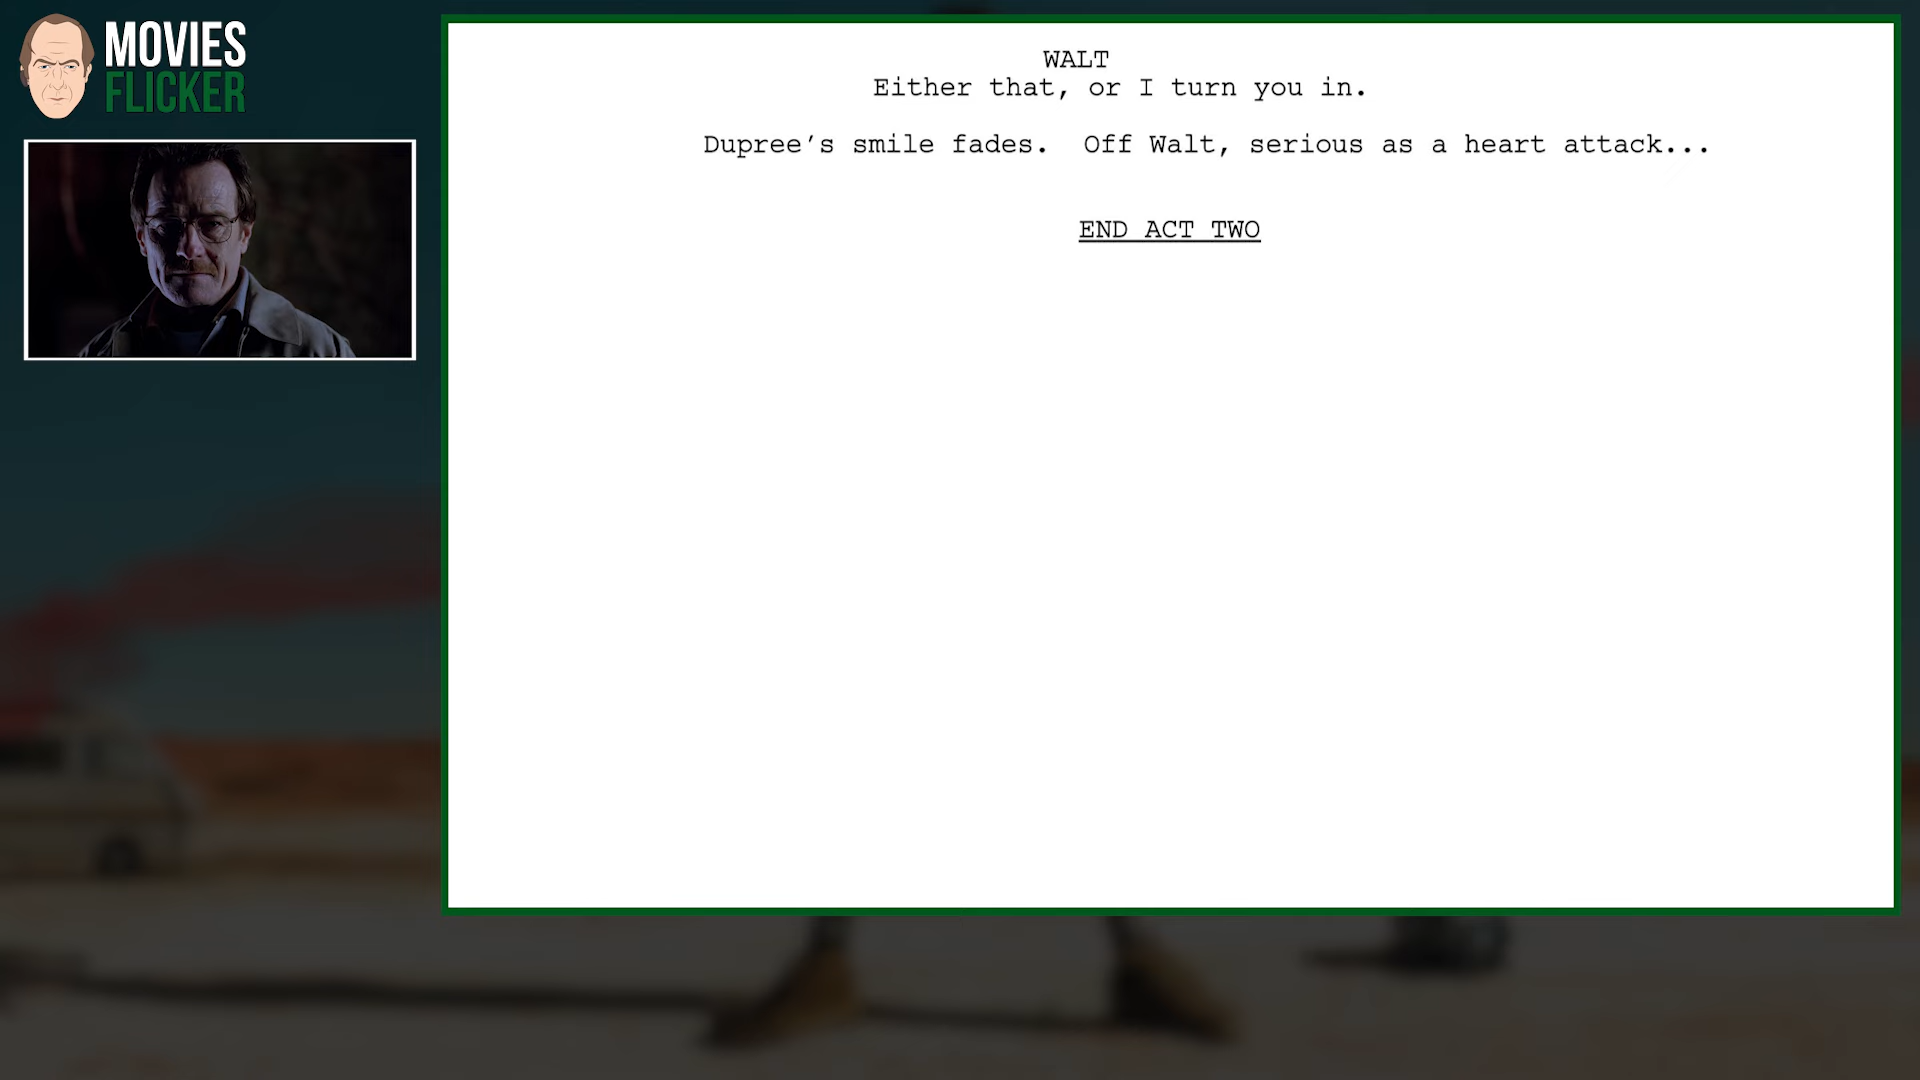 MOVIES
FLICKER
WALT
Either that, or I turn you in.
Dupree’s smile fades.  Off Walt, serious as a heart attack...
END ACT TWO